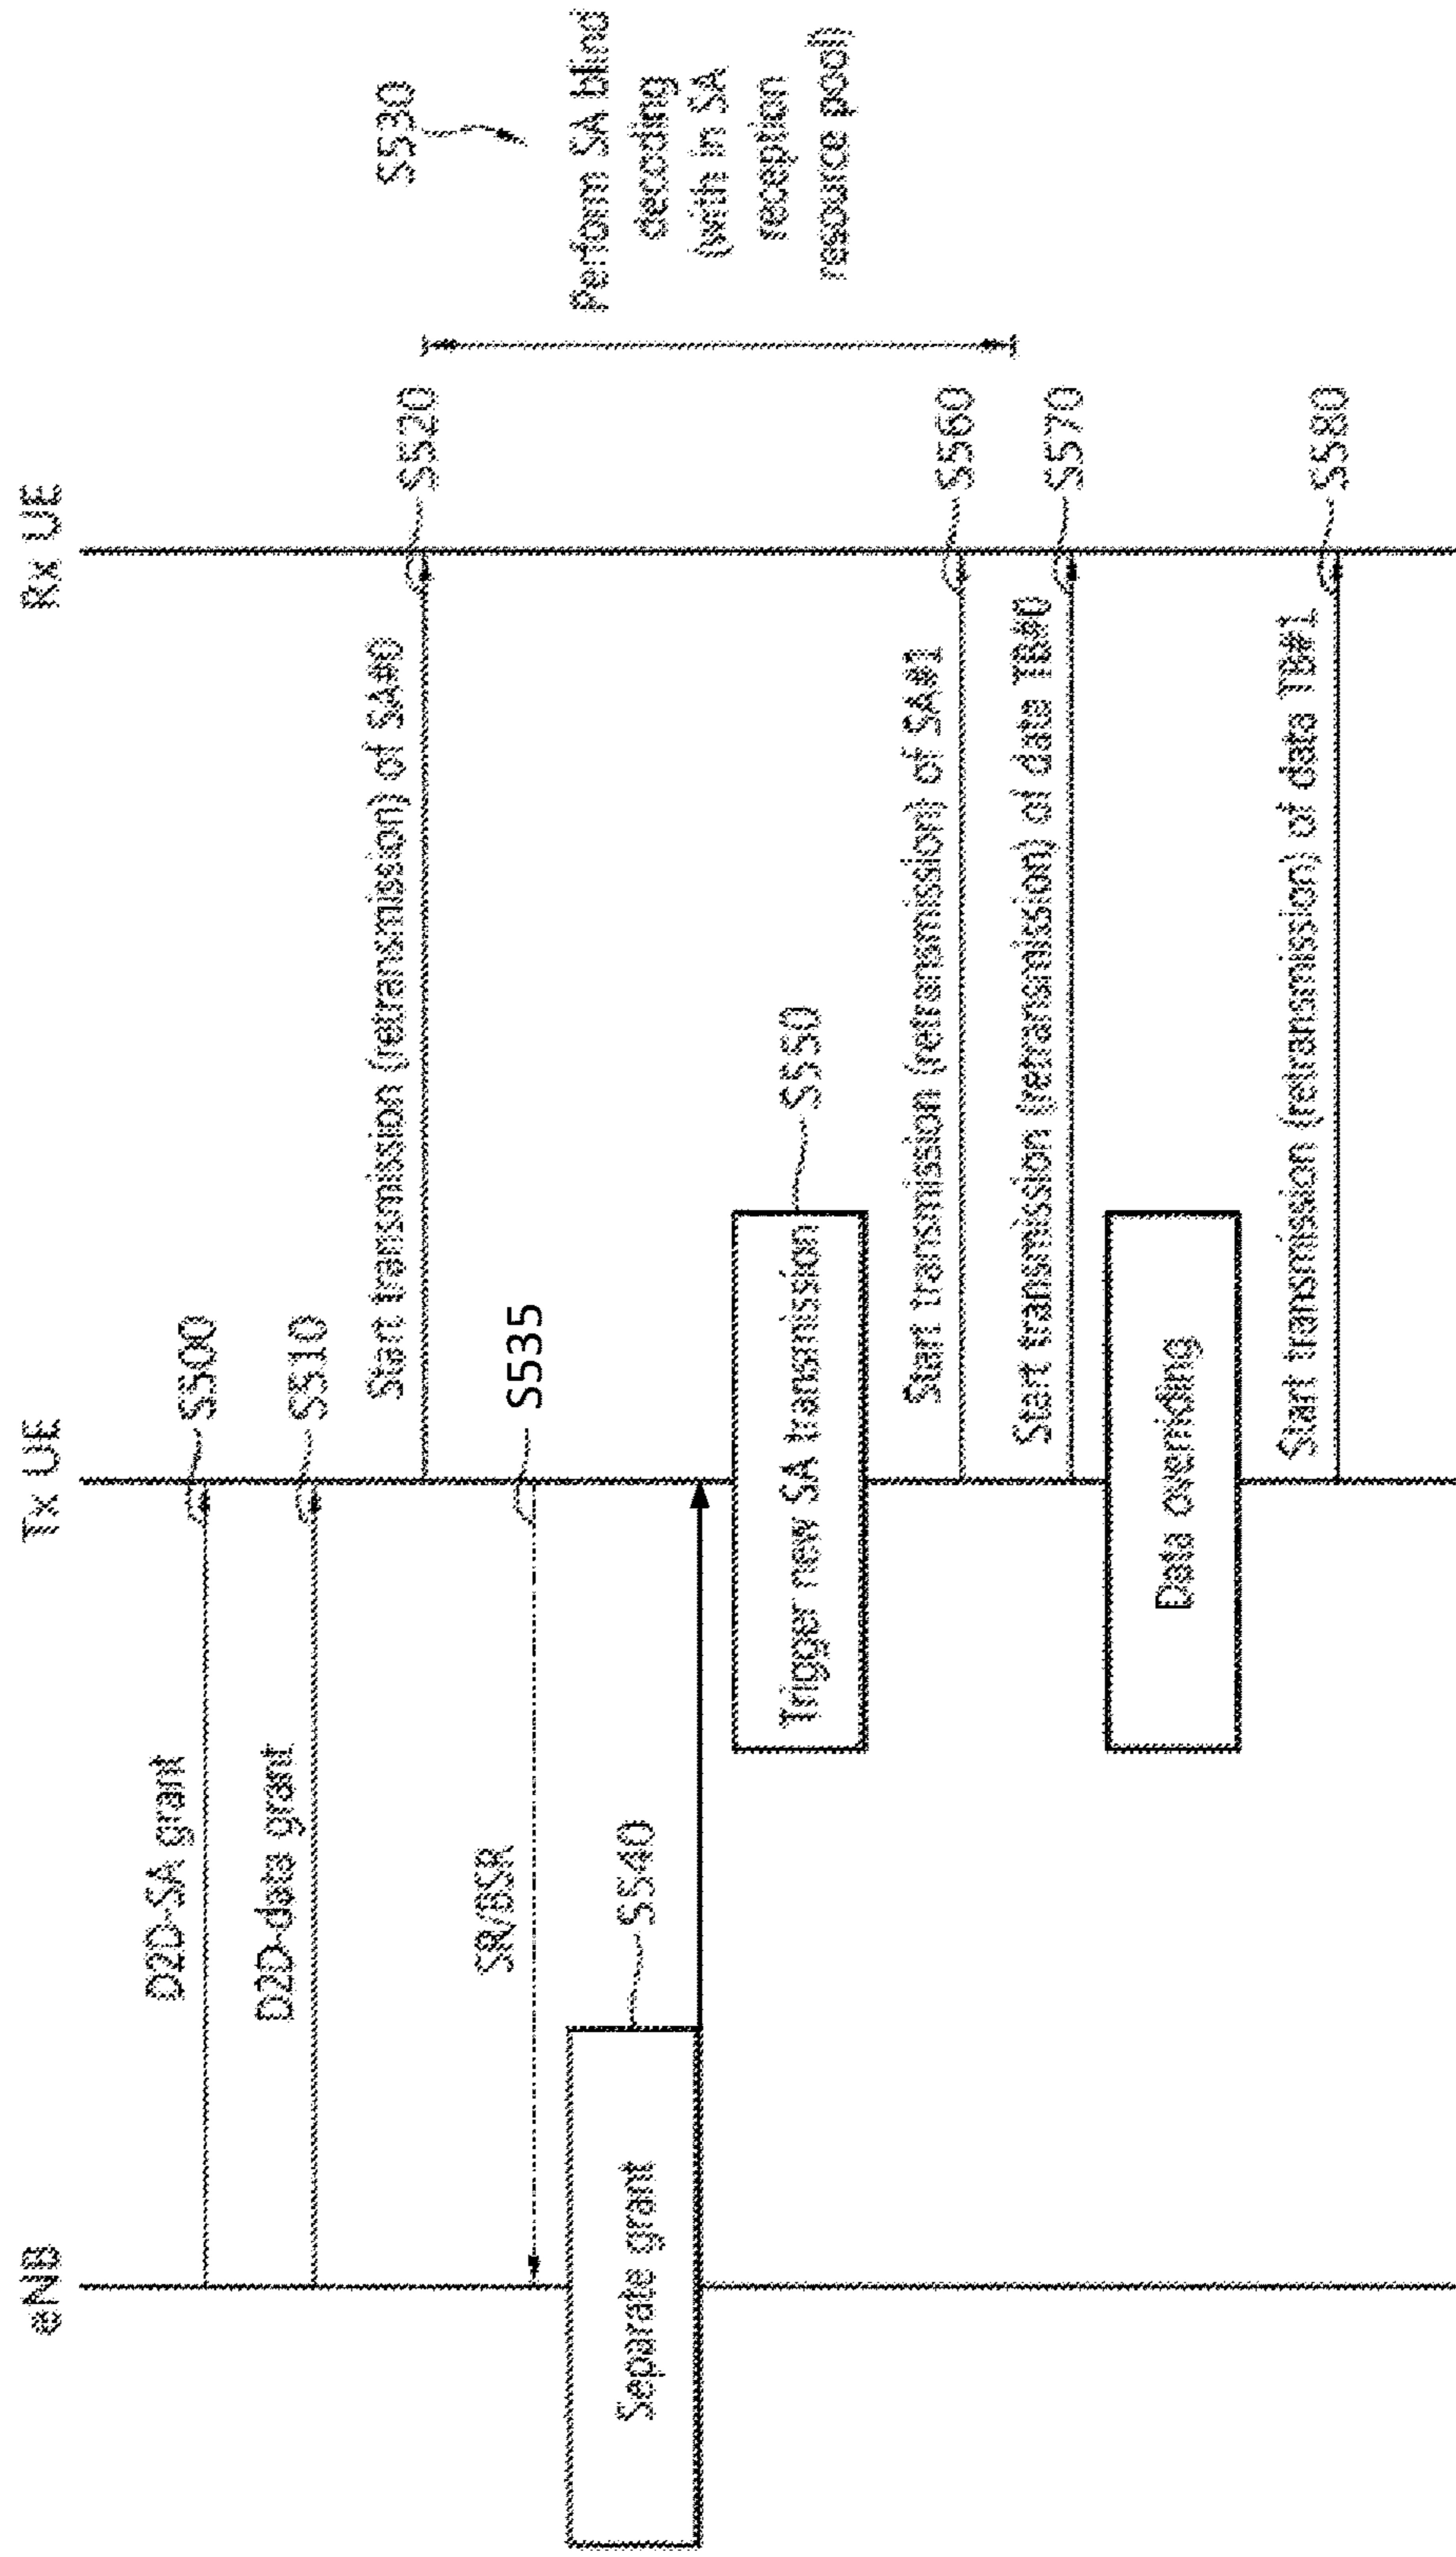 eNB
Tx UE
Rx UE
D2D-SA grant
S500
D2D-data grant
S510
Start transmission (retransmission) of SA#0
S520
S530
Perform SA blind
decoding
(with in SA
reception
resource pool)
SR/BSR
S535
Separate grant
S540
Trigger new SA transmission
S550
Start transmission (retransmission) of SA#1
S560
Start transmission (retransmission) of data TB#0
S570
Data overriding
Start transmission (retransmission) of data TB#1
S580